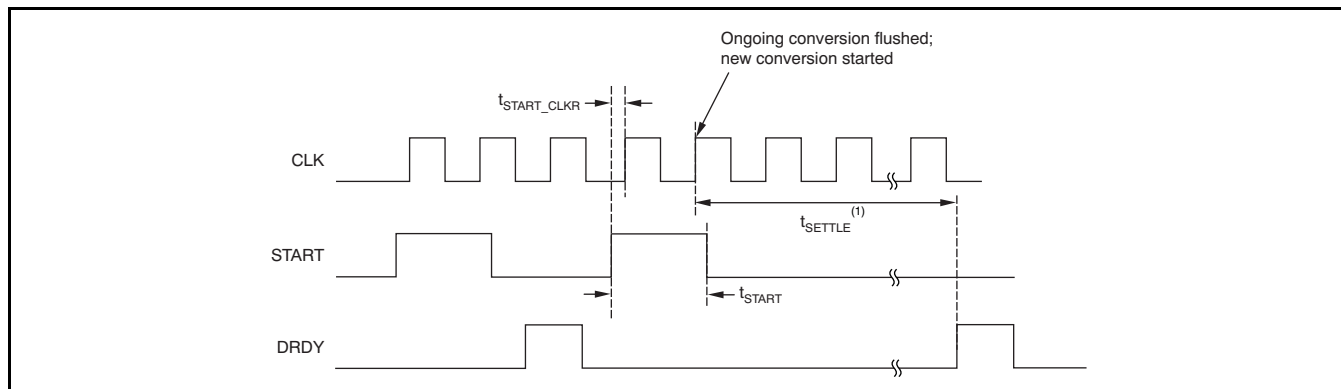 Ongoing conversion flushed;
new conversion started
tSTART_CLKR
CLK
tSETTLE(1)
START
tSTART
DRDY